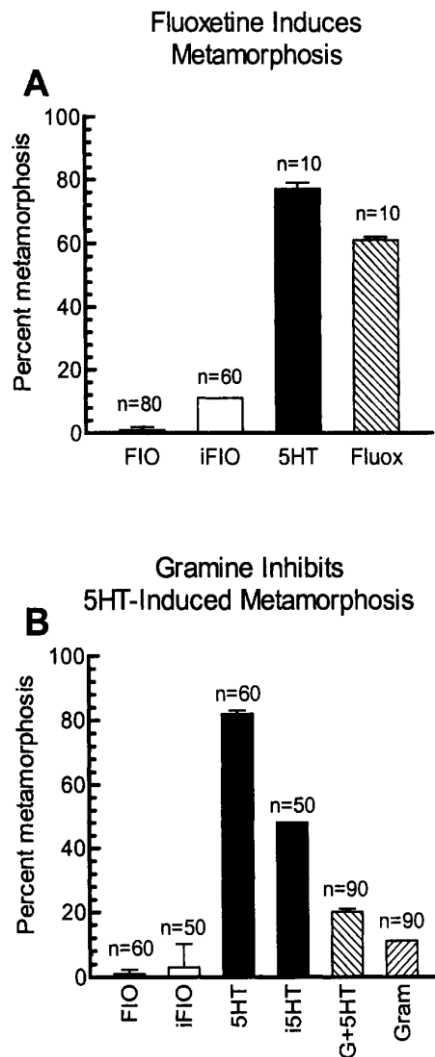 Fluoxetine Induces
Metamorphosis
A
Percent metamorphosis
100
80
60
40
20
0
n=80
n=60
n=10
n=10
FIO
iFIO
5HT
Fluox
Gramine Inhibits
5HT-Induced Metamorphosis
B
Percent metamorphosis
100
80
60
40
20
0
n=60
n=50
n=60
n=50
n=90
n=90
FIO
iFIO
5HT
i5HT
G+5HT
Gram